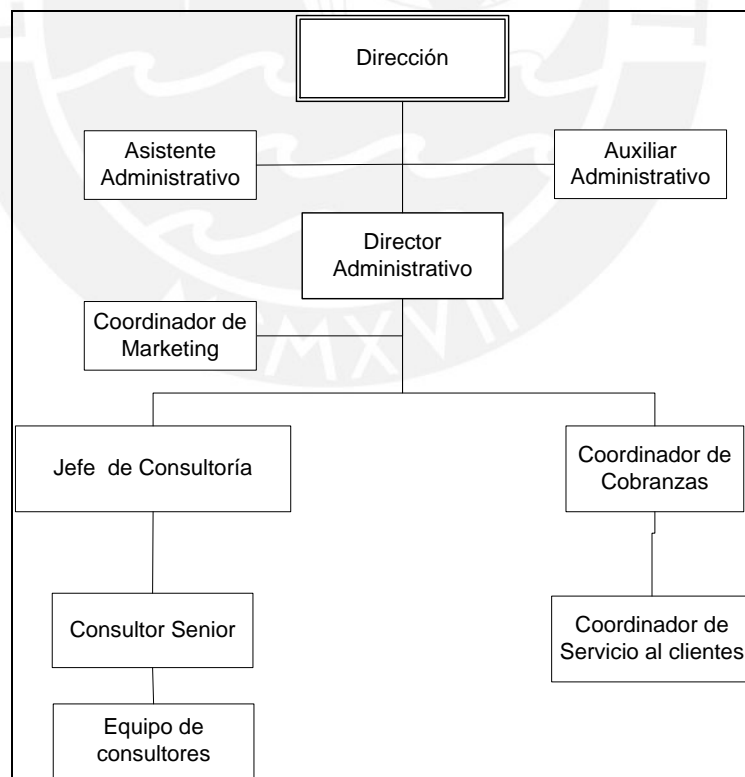 Dirección
Asistente
Administrativo
Auxiliar
Administrativo
Director
Administrativo
Coordinador de
Marketing
MCMXVII
Jefe de Consultoría
Coordinador de
Cobranzas
Consultor Senior
Coordinador de
Servicio al clientes
Equipo de
consultores